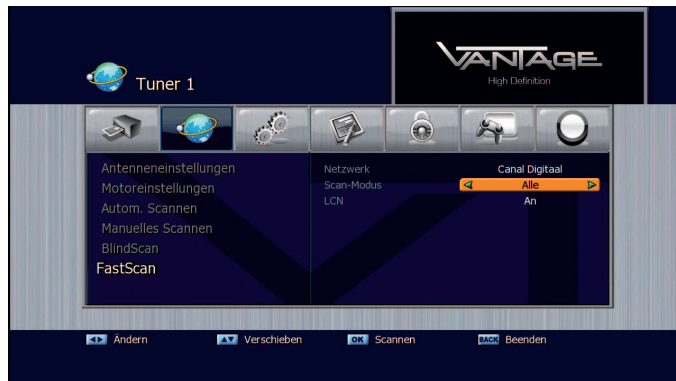 VANTAGE
High Definition
Tuner 1
Antenneneinstellungen
Motoreinstellungen
Autom. Scannen
Manuelles Scannen
BlindScan
FastScan
Netzwerk Canal Digitaal
Scan-Modus Alle
LCN An
Ändern Verschieben OK Scannen BACK Beenden